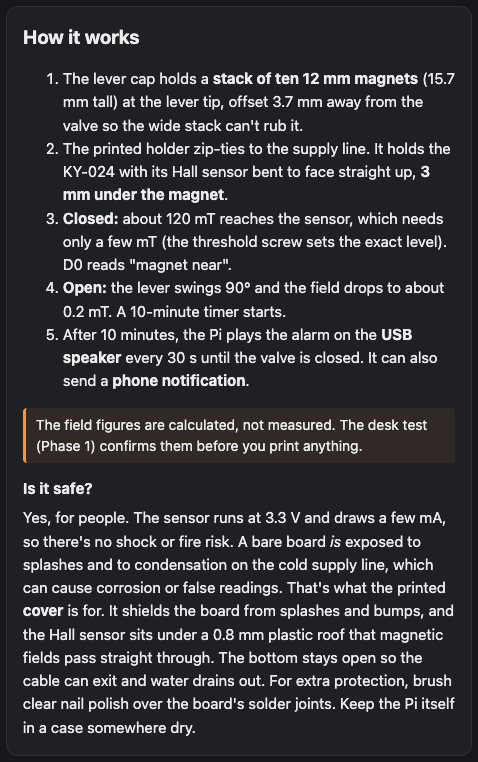 How it works
1. The lever cap holds a stack of ten 12 mm magnets (15.7
mm tall) at the lever tip, offset 3.7 mm away from the
valve so the wide stack can't rub it.
2. The printed holder zip-ties to the supply line. It holds the
KY-024 with its Hall sensor bent to face straight up, 3
mm under the magnet.
3. Closed: about 120 mT reaches the sensor, which needs
only a few mT (the threshold screw sets the exact level).
D0 reads "magnet near".
4. Open: the lever swings 90° and the field drops to about
0.2 mT. A 10-minute timer starts.
5. After 10 minutes, the Pi plays the alarm on the USB
speaker every 30 s until the valve is closed. It can also
send a phone notification.
The field figures are calculated, not measured. The desk test
(Phase 1) confirms them before you print anything.
Is it safe?
Yes, for people. The sensor runs at 3.3 V and draws a few mA,
so there's no shock or fire risk. A bare board is exposed to
splashes and to condensation on the cold supply line, which
can cause corrosion or false readings. That's what the printed
cover is for. It shields the board from splashes and bumps, and
the Hall sensor sits under a 0.8 mm plastic roof that magnetic
fields pass straight through. The bottom stays open so the
cable can exit and water drains out. For extra protection, brush
clear nail polish over the board's solder joints. Keep the Pi itself
in a case somewhere dry.